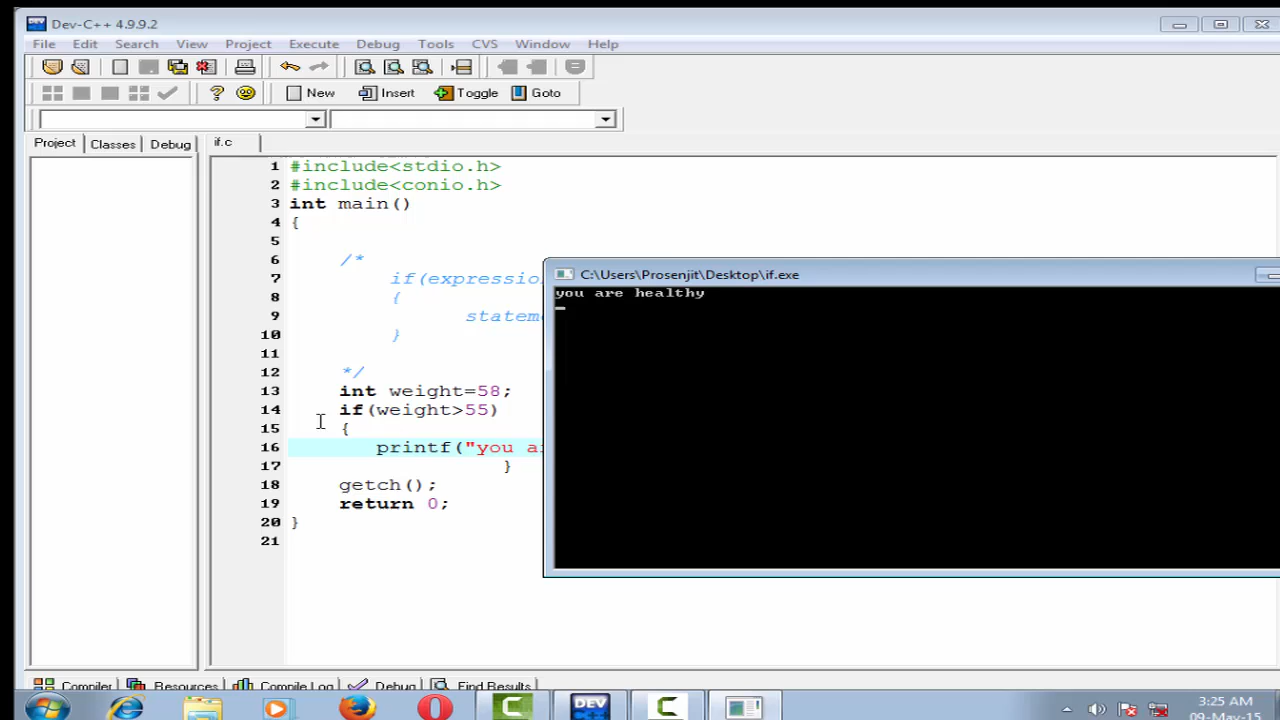 Dev-C++ 4.9.9.2
File Edit Search View Project Execute Debug Tools CVS Window Help
New Insert Toggle Goto
Project Classes Debug if.c
1 #include<stdio.h>
2 #include<conio.h>
3 int main()
4 {
5
6 /*
7 if(expressio
8 {
9 statem
10 }
11
12 */
13 int weight=58;
14 if(weight>55)
15 {
16 printf("you a
17 }
18 getch();
19 return 0;
20 }
21
C:\Users\Prosenjit\Desktop\if.exe
you are healthy
Compiler Resources Compile Log Debug Find Results
DEV
3:25 AM
09-May-15